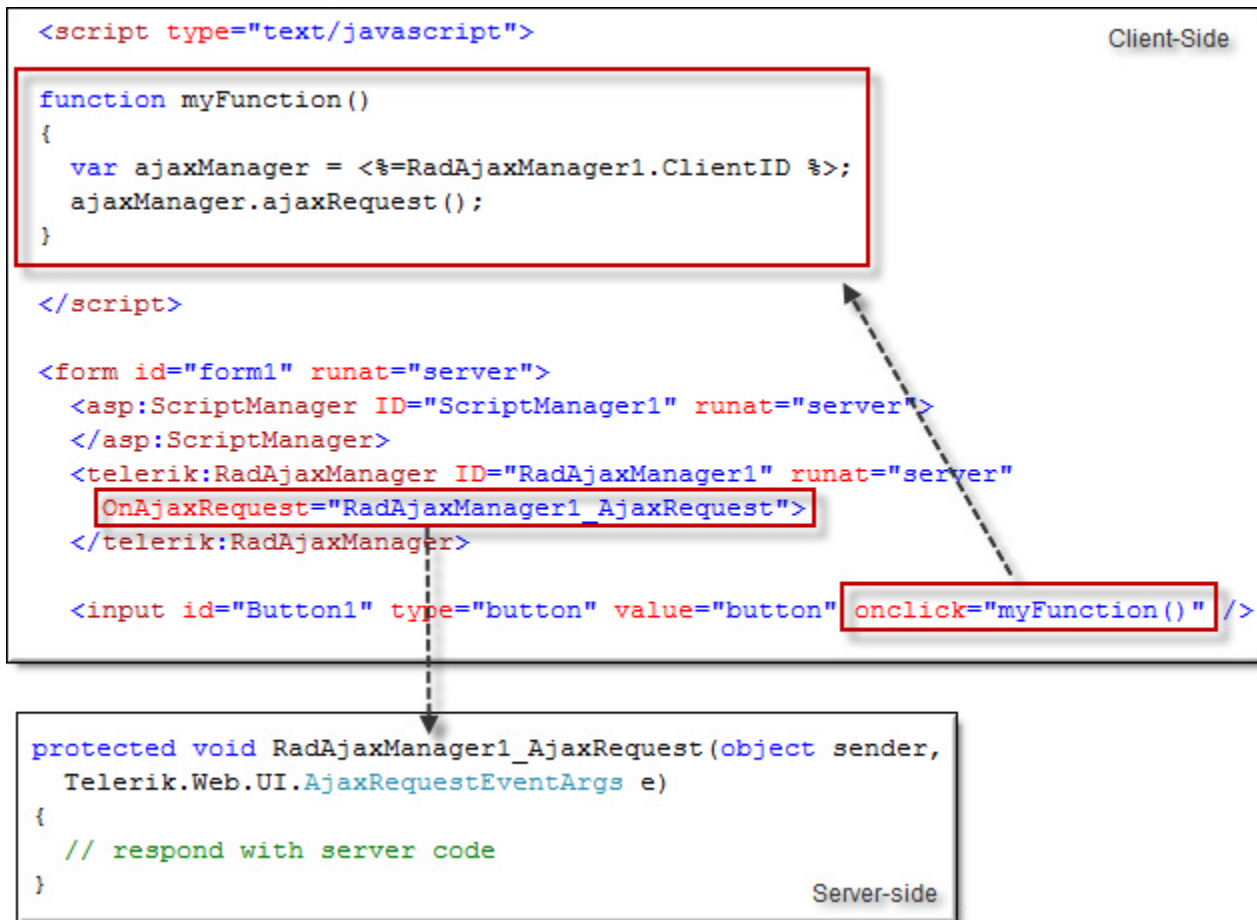 <script type="text/javascript">
Client-Side
function myFunction()
{
var ajaxManager = <%=RadAjaxManager1.ClientID %>;
ajaxManager.ajaxRequest();
}
</script>
<form id="form1" runat="server">
<asp:ScriptManager ID="ScriptManager1" runat="server">
</asp:ScriptManager>
<telerik:RadAjaxManager ID="RadAjaxManager1" runat="server"
OnAjaxRequest="RadAjaxManager1_AjaxRequest">
</telerik:RadAjaxManager>
<input id="Button1" type="button" value="button" onclick="myFunction()" />
protected void RadAjaxManager1_AjaxRequest(object sender,
Telerik.Web.UI.AjaxRequestEventArgs e)
{
// respond with server code
}
Server-side